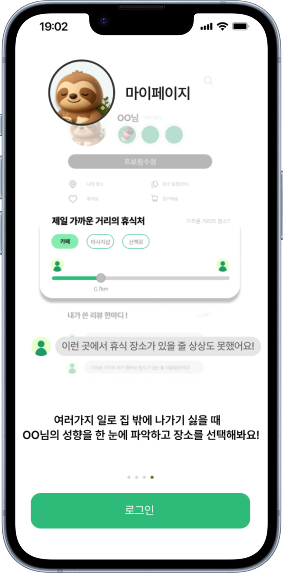 19:02
마이페이지
OO님
프로필수정
제일 가까운 거리의 휴식처
카페
마사지샵
산책로
0.7km
내가 쓴 리뷰 한마디 !
이런 곳에서 휴식 장소가 있을 줄 상상도 못했어요!
여러가지 일로 집 밖에 나가기 싫을 때
OO님의 성향을 한 눈에 파악하고 장소를 선택해봐요!
로그인